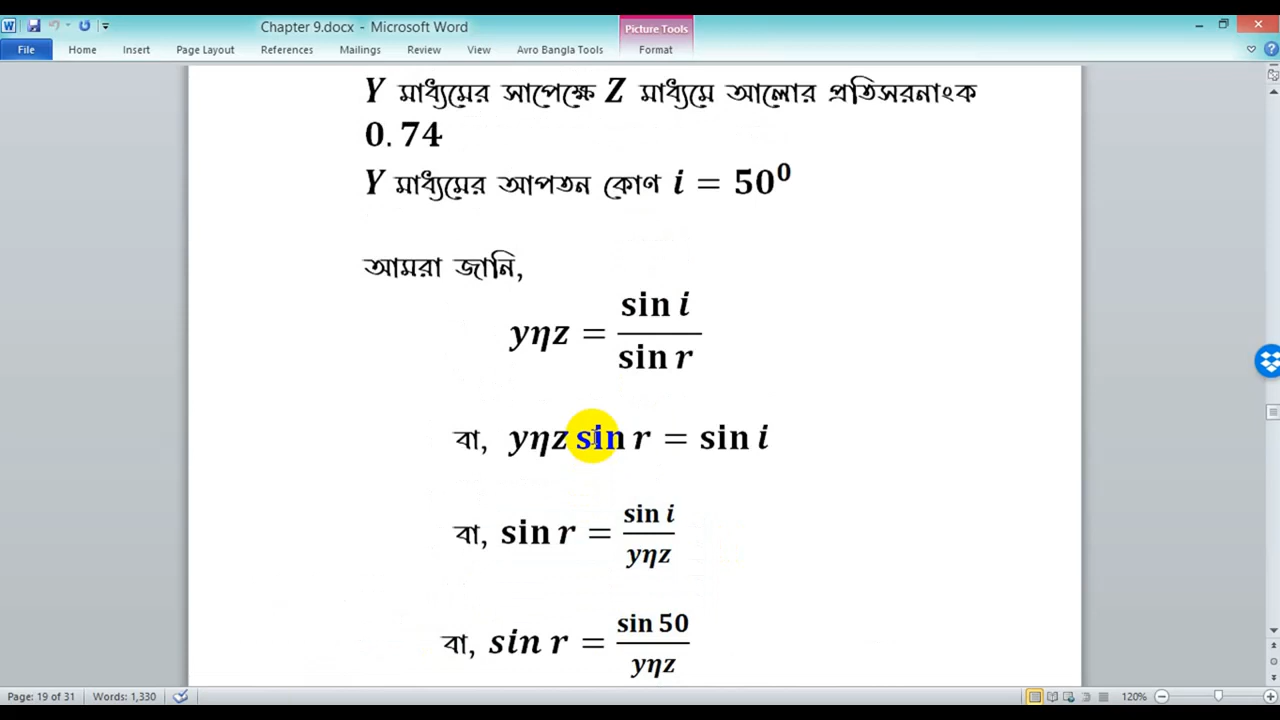 Chapter 9.docx - Microsoft Word
Picture Tools
File Home Insert Page Layout References Mailings Review View Avro Bangla Tools Format
Y মাধ্যমের সাপেক্ষে Z মাধ্যমে আলোর প্রতিসরনাংক
0.74
Y মাধ্যমের আপতন কোণ i = 50⁰
আমরা জানি,
yηz = sin i / sin r
বা, yηz sin r = sin i
বা, sin r = sin i / yηz
বা, sin r = sin 50 / yηz
Page: 19 of 31 Words: 1,330 120%